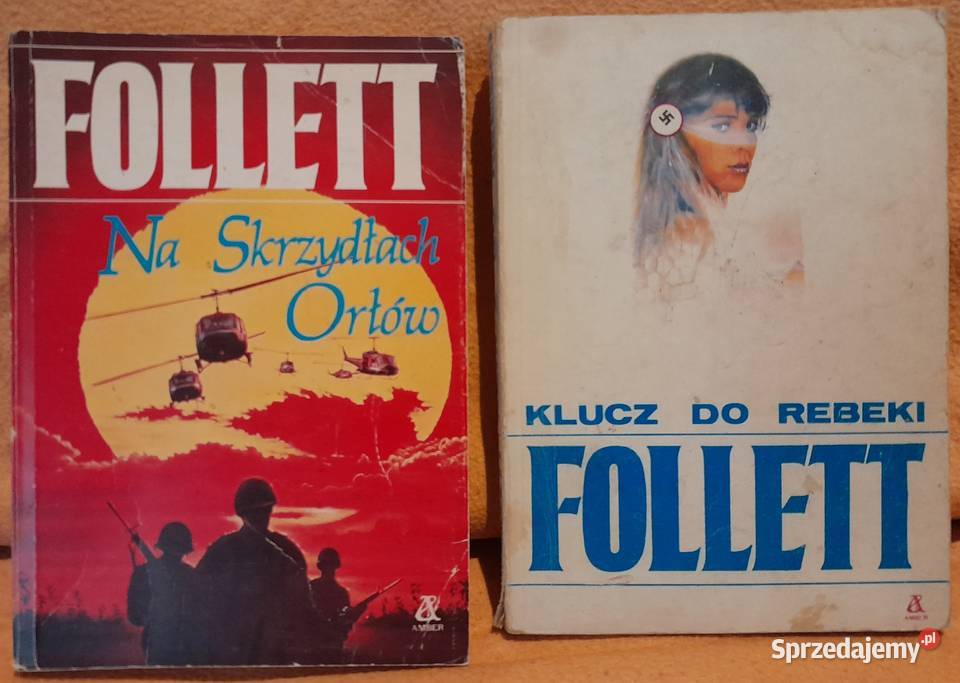 FOLLETT
Na Skrzydłach
Orłów
AMBER
KLUCZ DO REBEKI
FOLLETT
AMBER
Sprzedajemy.pl